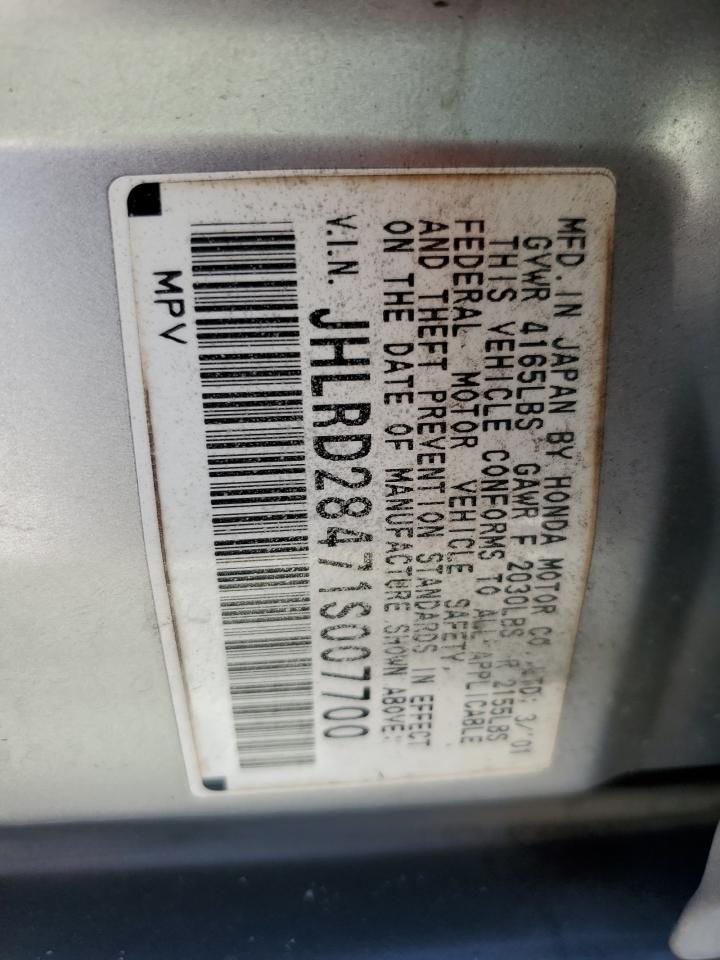 MFD. IN JAPAN BY HONDA MOTOR CO., LTD; 3/'01
GVWR 4165LBS GAWR F 2030LBS R 2155LBS
THIS VEHICLE CONFORMS TO ALL APPLICABLE
FEDERAL MOTOR VEHICLE SAFETY
AND THEFT PREVENTION STANDARDS IN EFFECT
ON THE DATE OF MANUFACTURE SHOWN ABOVE:
V.I.N. JHLRD28471S007700
MPV